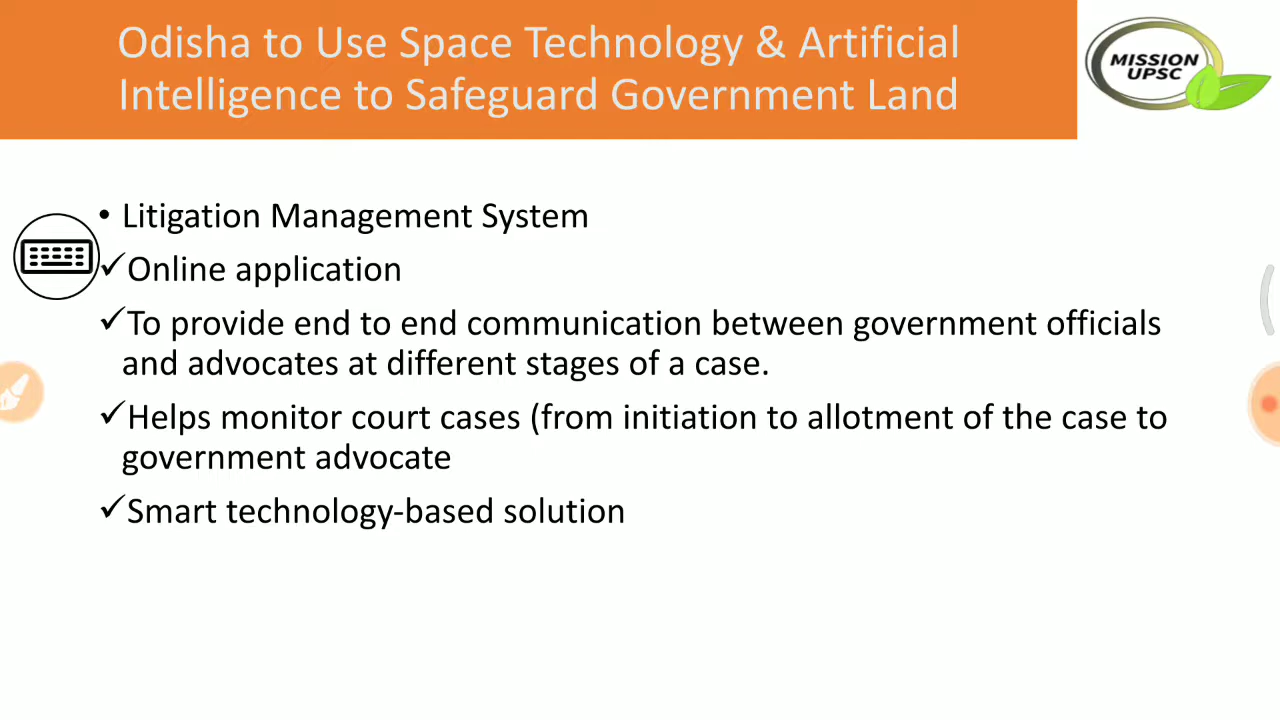 Odisha to Use Space Technology & Artificial
Intelligence to Safeguard Government Land
MISSION
UPSC
• Litigation Management System
✓Online application
✓To provide end to end communication between government officials
and advocates at different stages of a case.
✓Helps monitor court cases (from initiation to allotment of the case to
government advocate
✓Smart technology-based solution